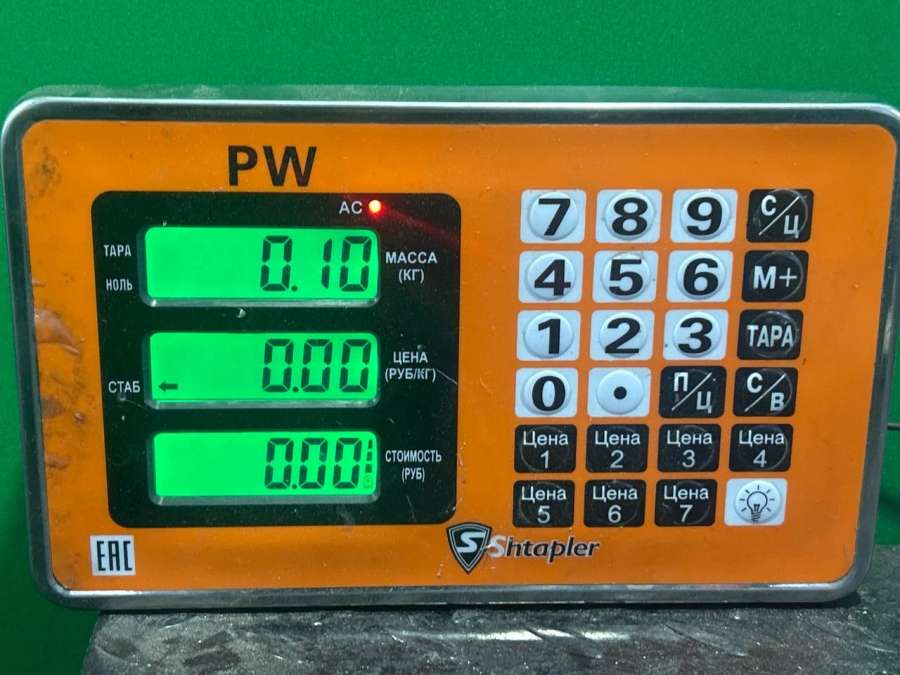 PW
AC
ТАРА
НОЛЬ
0.10
МАССА
(КГ)
СТАБ
0.00
ЦЕНА
(РУБ/КГ)
0.00
СТОИМОСТЬ
(РУБ)
7 8 9 С/Ц
4 5 6 М+
1 2 3 ТАРА
0 • П/Ц С/В
Цена 1 Цена 2 Цена 3 Цена 4
Цена 5 Цена 6 Цена 7
EAC
S Shtapler